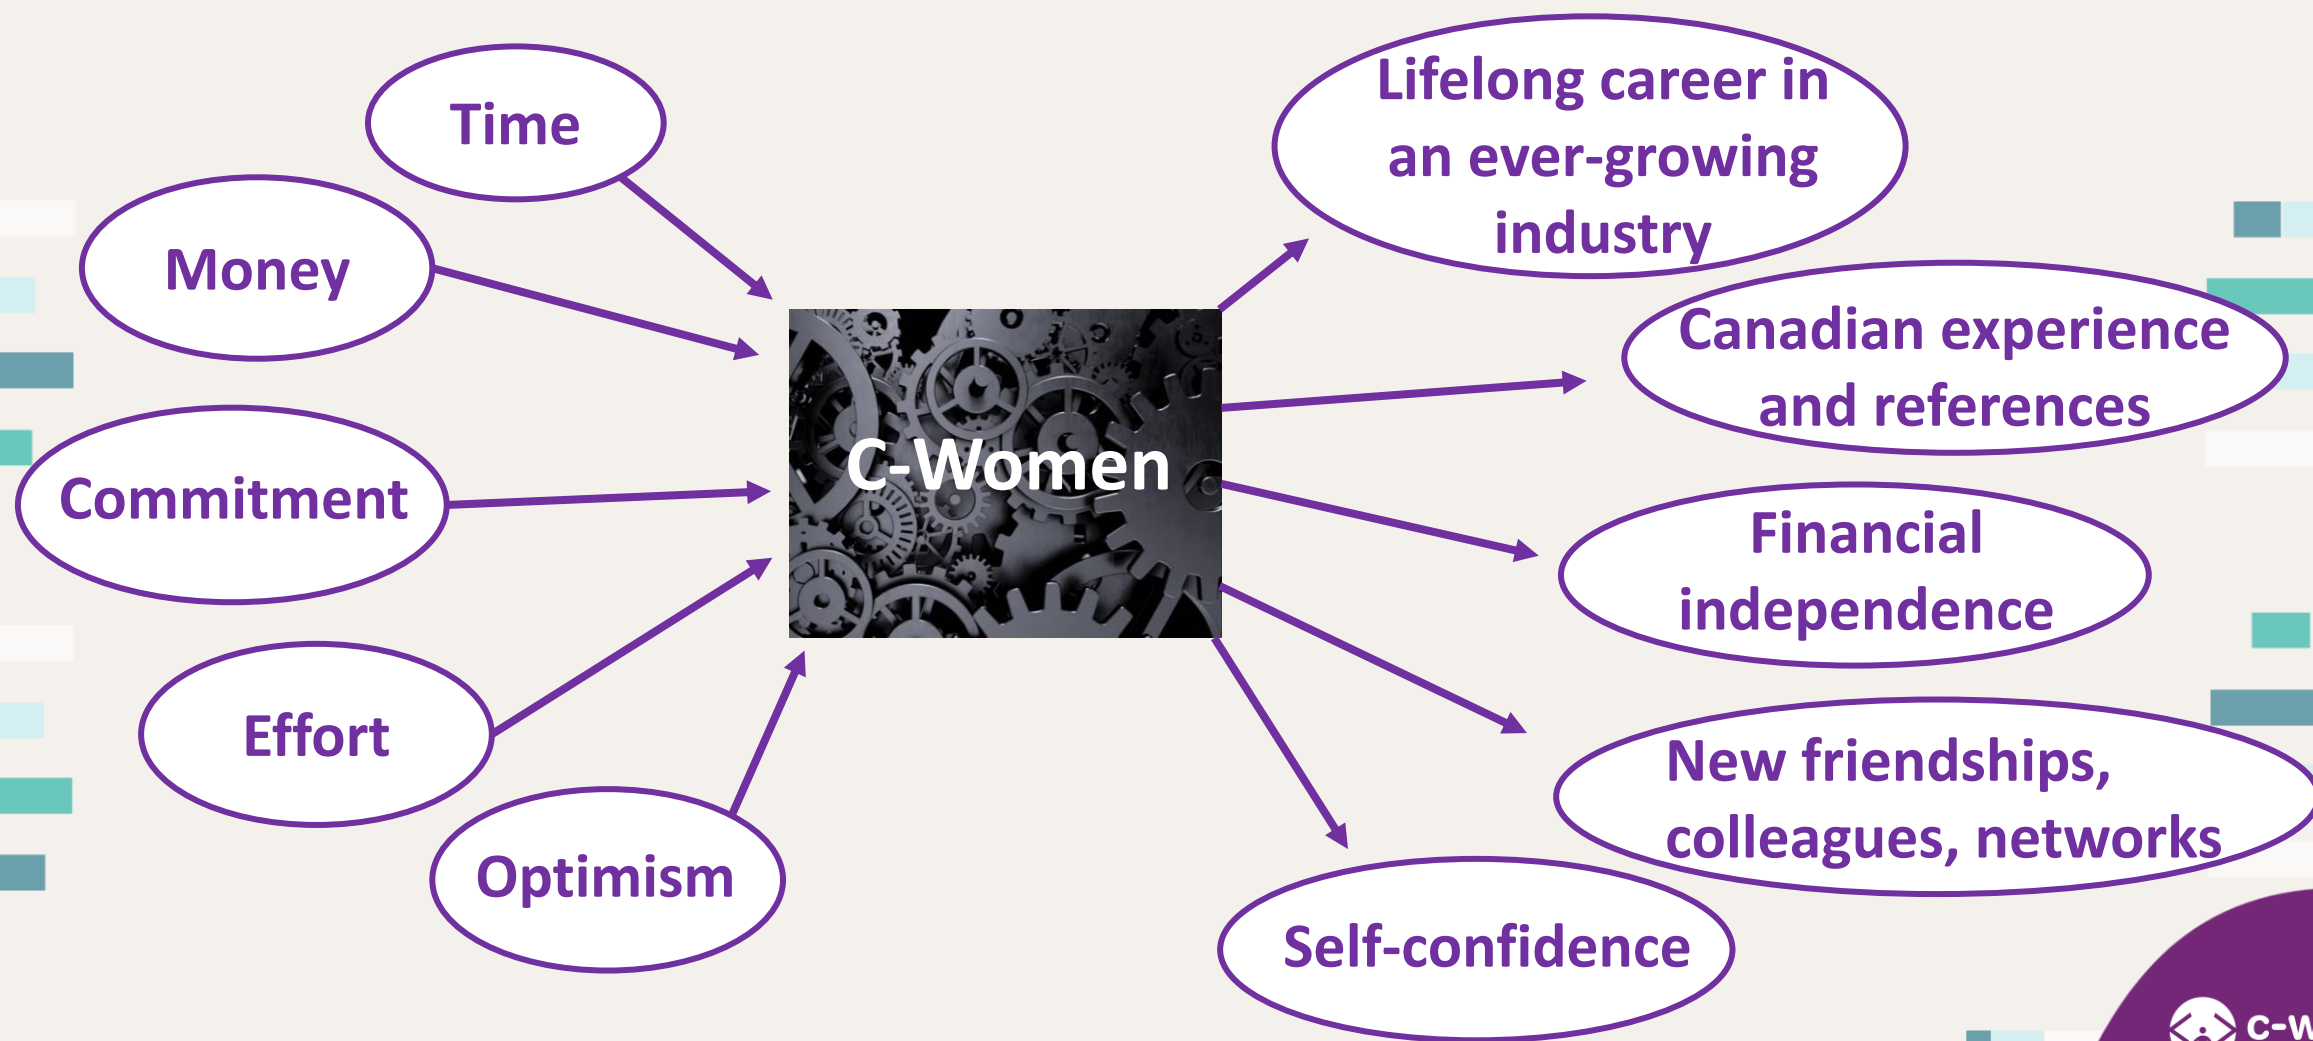 Time
Money
Commitment
Effort
Optimism
C-Women
Lifelong career in
an ever-growing
industry
Canadian experience
and references
Financial
independence
New friendships,
colleagues, networks
Self-confidence
C-W